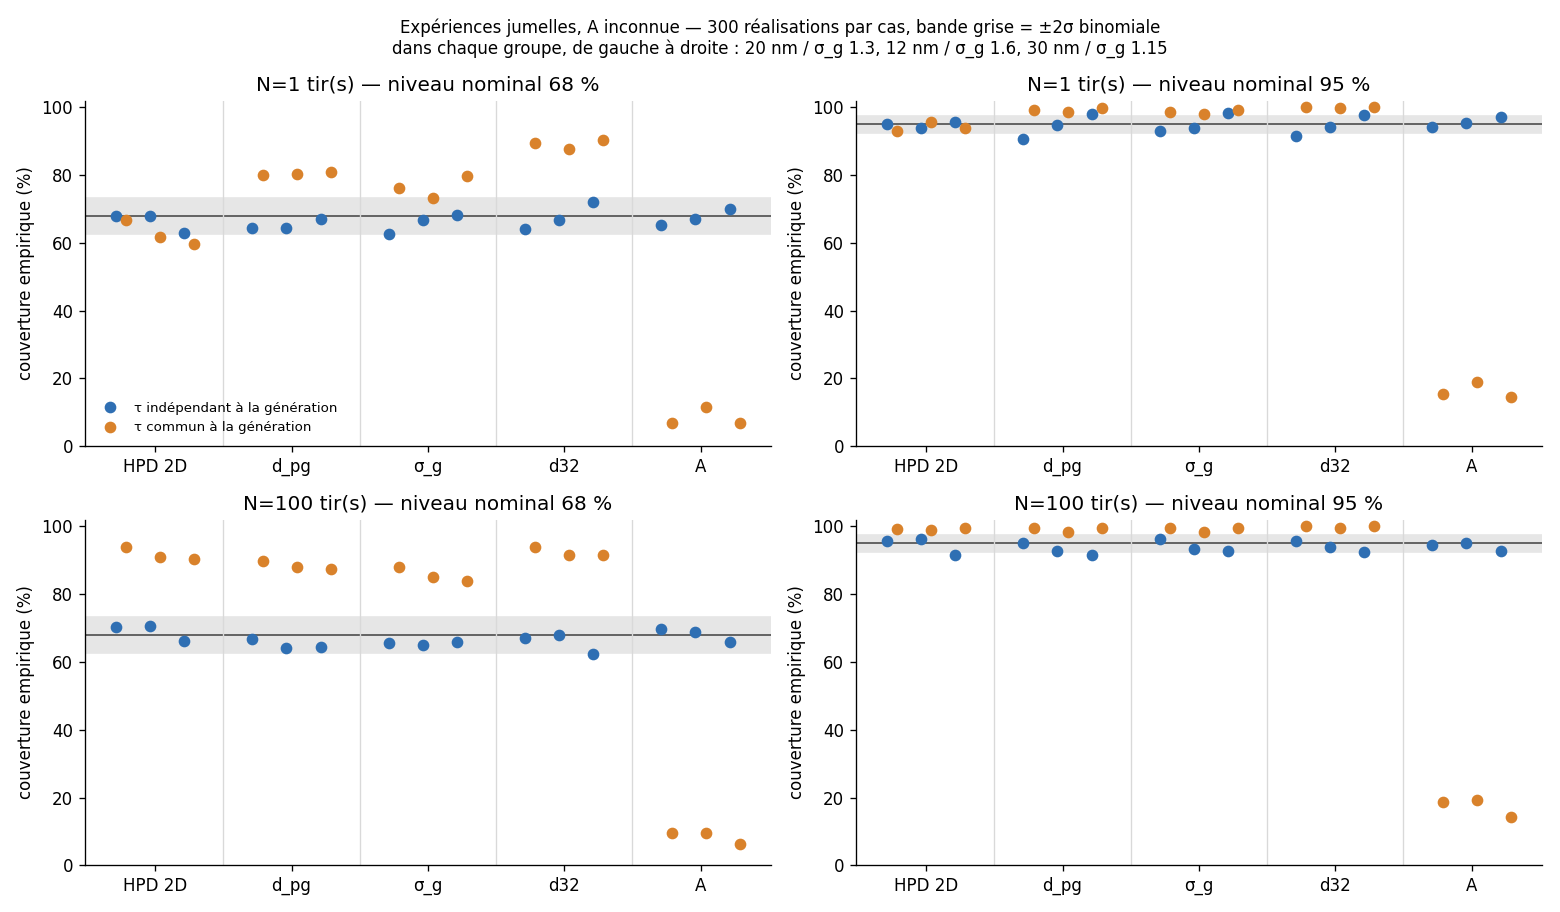 Expériences jumelles, A inconnue — 300 réalisations par cas, bande grise = ±2σ binomiale
dans chaque groupe, de gauche à droite : 20 nm / σ_g 1.3, 12 nm / σ_g 1.6, 30 nm / σ_g 1.15
N=1 tir(s) — niveau nominal 68 %
couverture empirique (%)
100
80
60
40
20
0
τ indépendant à la génération
τ commun à la génération
HPD 2D d_pg σ_g d32 A
N=1 tir(s) — niveau nominal 95 %
couverture empirique (%)
100
80
60
40
20
0
HPD 2D d_pg σ_g d32 A
N=100 tir(s) — niveau nominal 68 %
couverture empirique (%)
100
80
60
40
20
0
HPD 2D d_pg σ_g d32 A
N=100 tir(s) — niveau nominal 95 %
couverture empirique (%)
100
80
60
40
20
0
HPD 2D d_pg σ_g d32 A